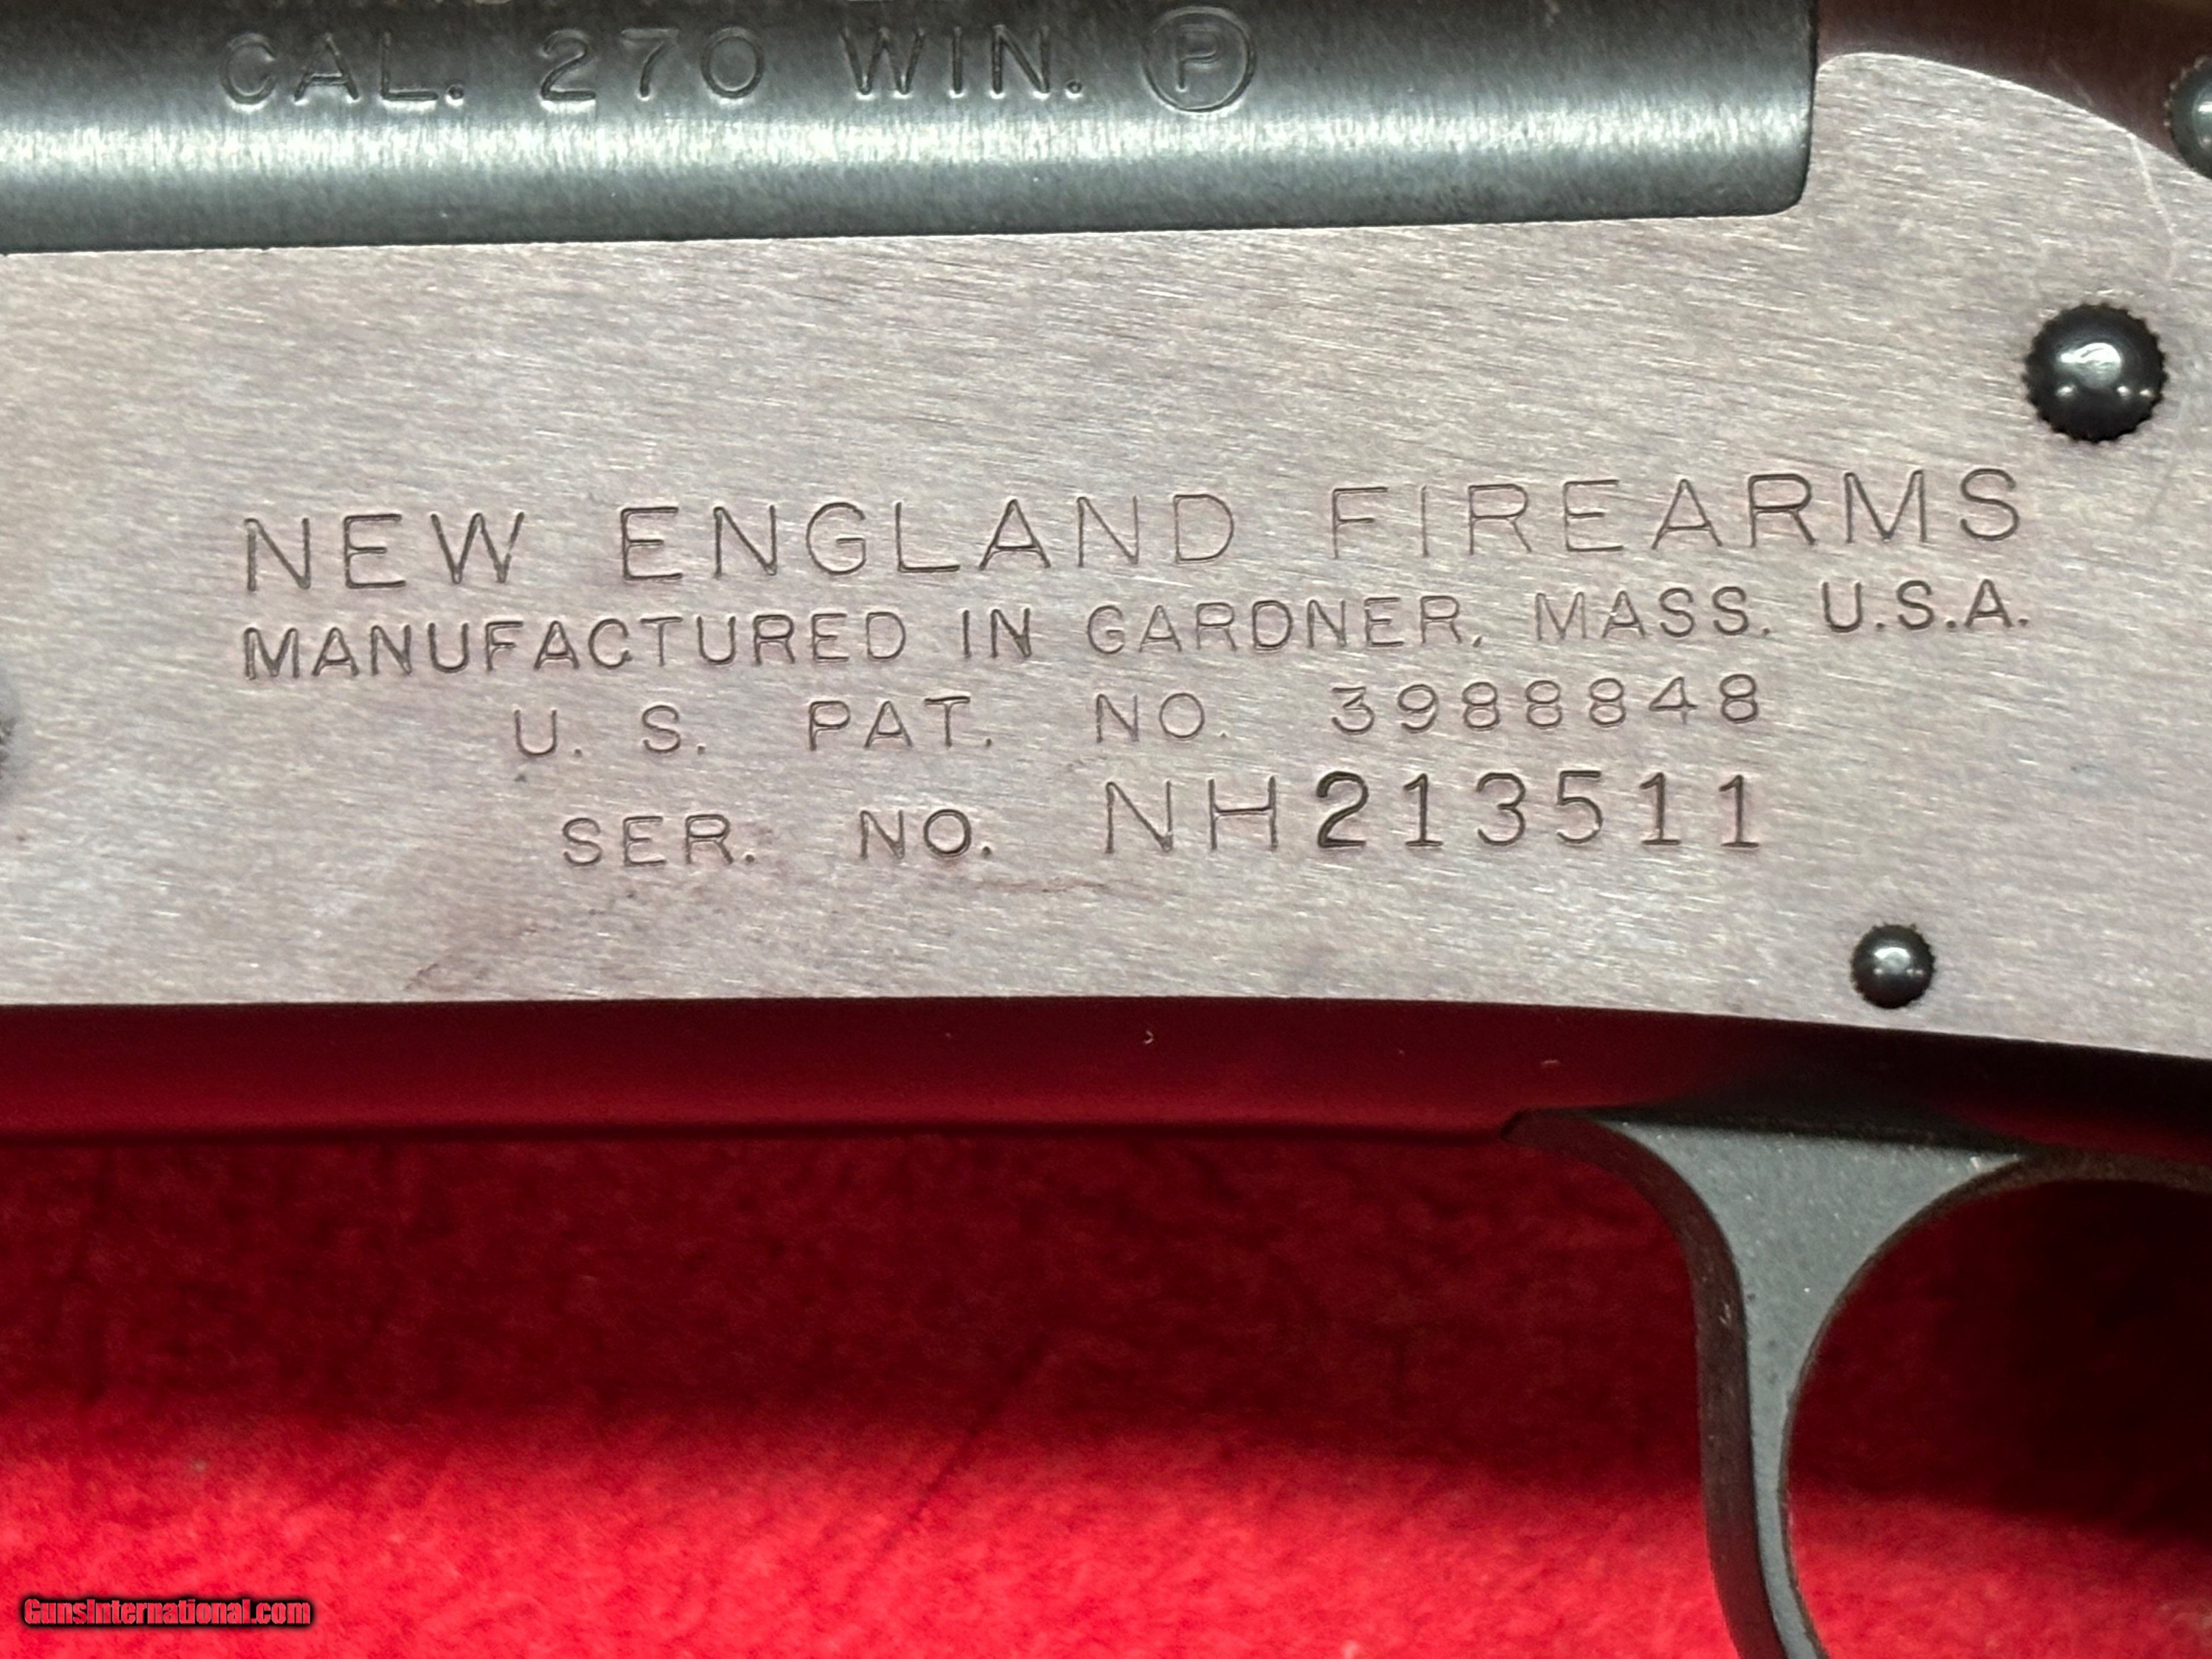 CAL. 270 WIN. P
NEW ENGLAND FIREARMS
MANUFACTURED IN GARDNER, MASS. U.S.A.
U. S. PAT. NO. 3988848
SER. NO. NH213511
GunsInternational.com